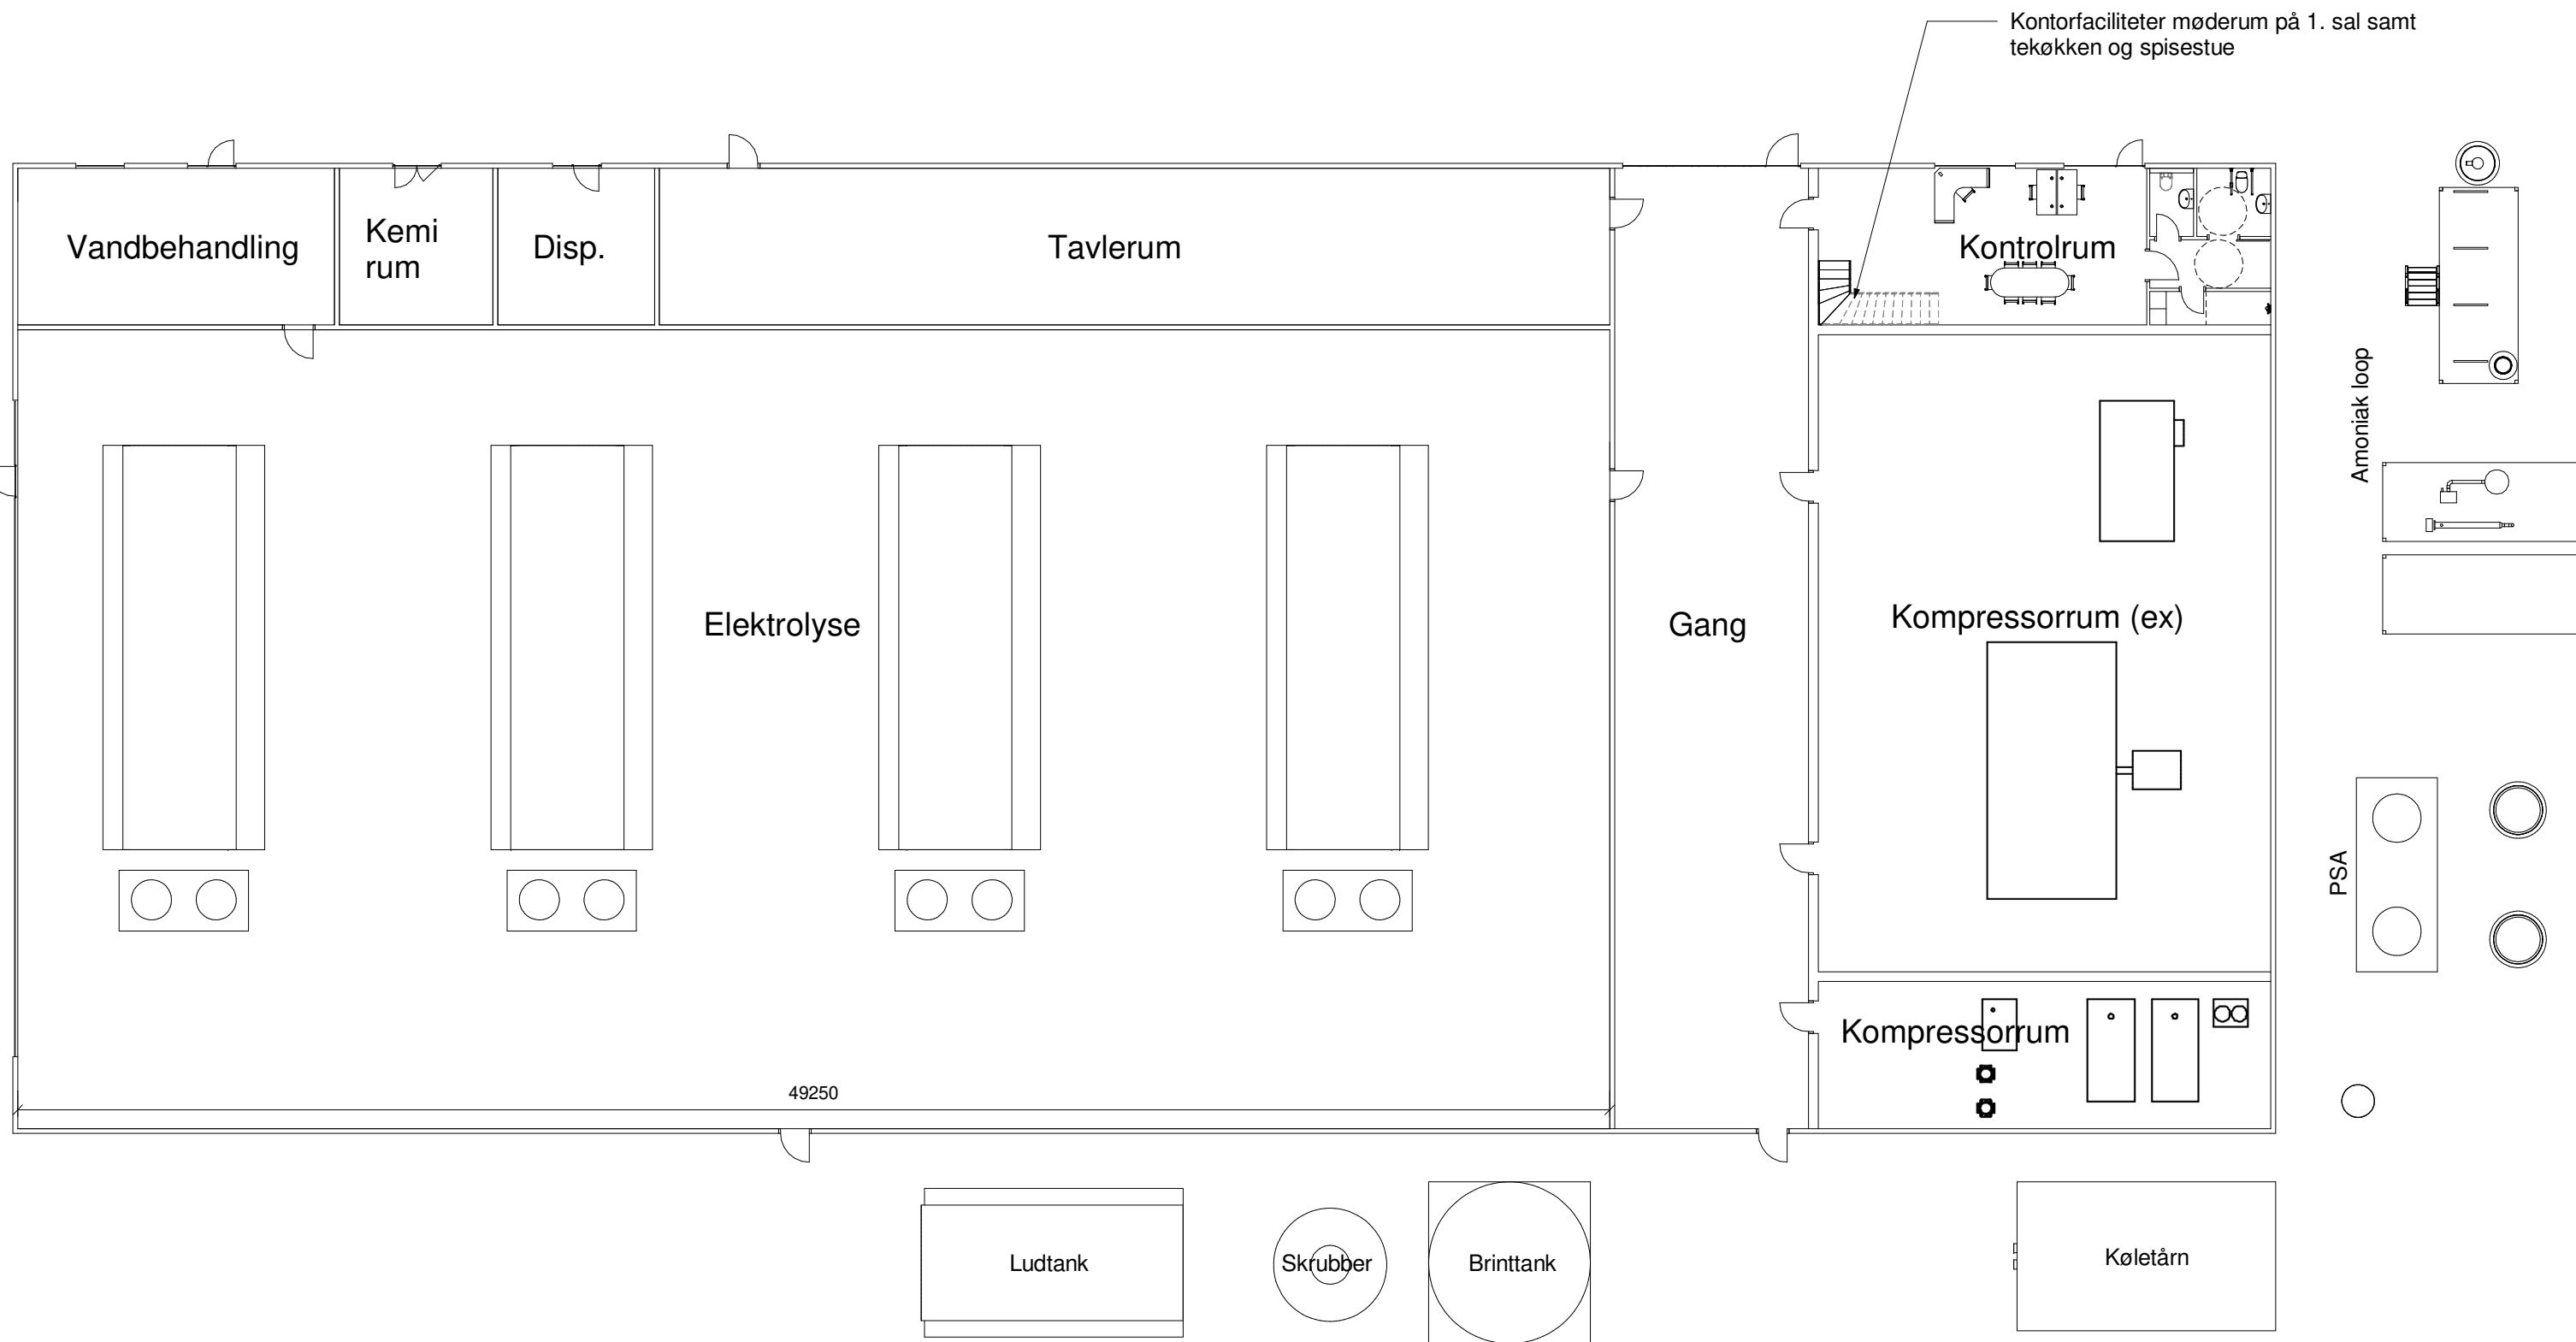 Kontorfaciliteter møderum på 1. sal samt
tekøkken og spisestue
Vandbehandling
Kemi
rum
Disp.
Tavlerum
Kontrolrum
Amoniak loop
Elektrolyse
Gang
Kompressorrum (ex)
PSA
Kompressorrum
49250
Ludtank
Skrubber
Brinttank
Køletårn